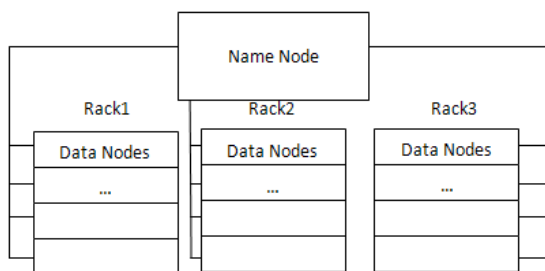 Name Node
Rack1 Rack2 Rack3
Data Nodes Data Nodes Data Nodes
... ... ...